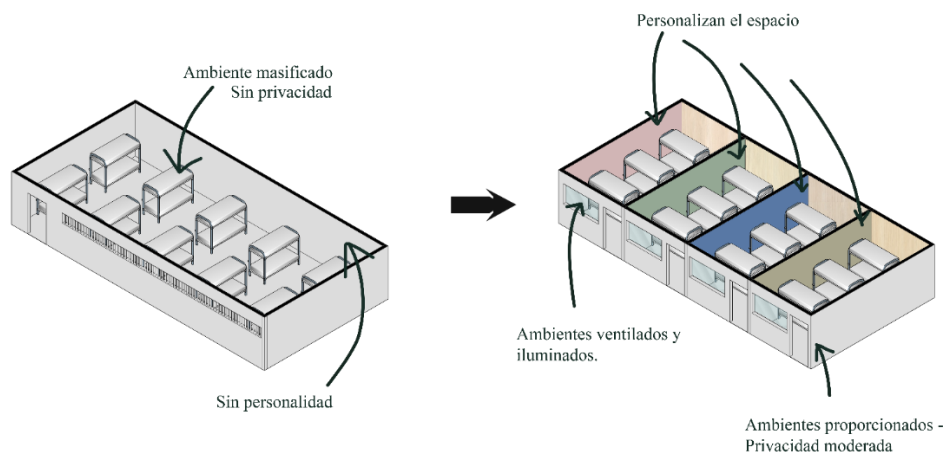 Personalizan el espacio
Ambiente masificado
Sin privacidad
Ambientes ventilados y
iluminados.
Sin personalidad
Ambientes proporcionados -
Privacidad moderada